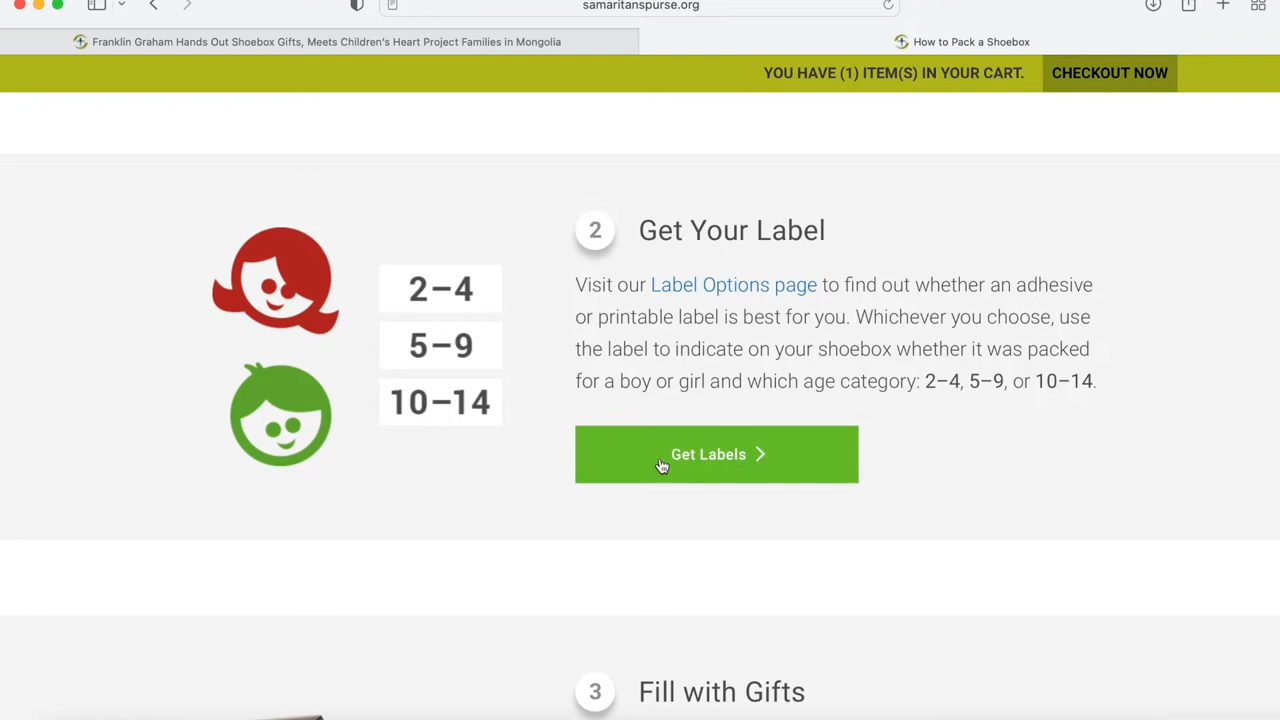 samaritanspurse.org
Franklin Graham Hands Out Shoebox Gifts, Meets Children's Heart Project Families in Mongolia
How to Pack a Shoebox
YOU HAVE (1) ITEM(S) IN YOUR CART.
CHECKOUT NOW
2–4
5–9
10–14
2
Get Your Label
Visit our Label Options page to find out whether an adhesive
or printable label is best for you. Whichever you choose, use
the label to indicate on your shoebox whether it was packed
for a boy or girl and which age category: 2–4, 5–9, or 10–14.
Get Labels
3
Fill with Gifts